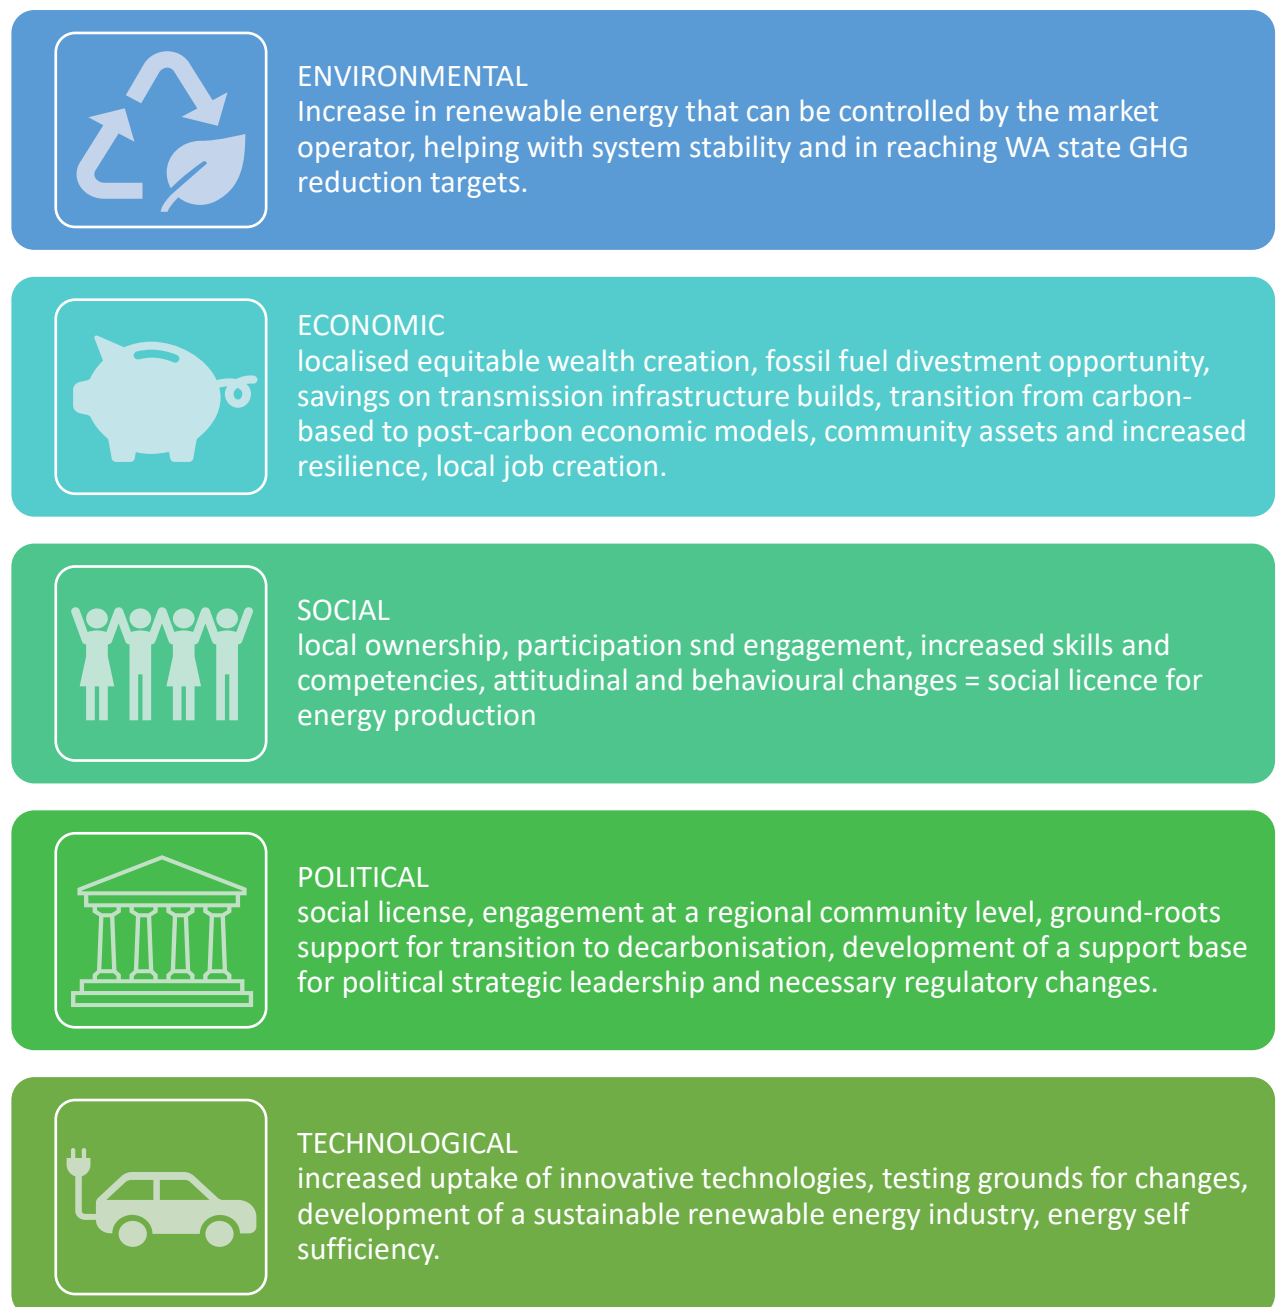 ENVIRONMENTAL
Increase in renewable energy that can be controlled by the market
operator, helping with system stability and in reaching WA state GHG
reduction targets.
ECONOMIC
localised equitable wealth creation, fossil fuel divestment opportunity,
savings on transmission infrastructure builds, transition from carbon-
based to post-carbon economic models, community assets and increased
resilience, local job creation.
SOCIAL
local ownership, participation snd engagement, increased skills and
competencies, attitudinal and behavioural changes = social licence for
energy production
POLITICAL
social license, engagement at a regional community level, ground-roots
support for transition to decarbonisation, development of a support base
for political strategic leadership and necessary regulatory changes.
TECHNOLOGICAL
increased uptake of innovative technologies, testing grounds for changes,
development of a sustainable renewable energy industry, energy self
sufficiency.